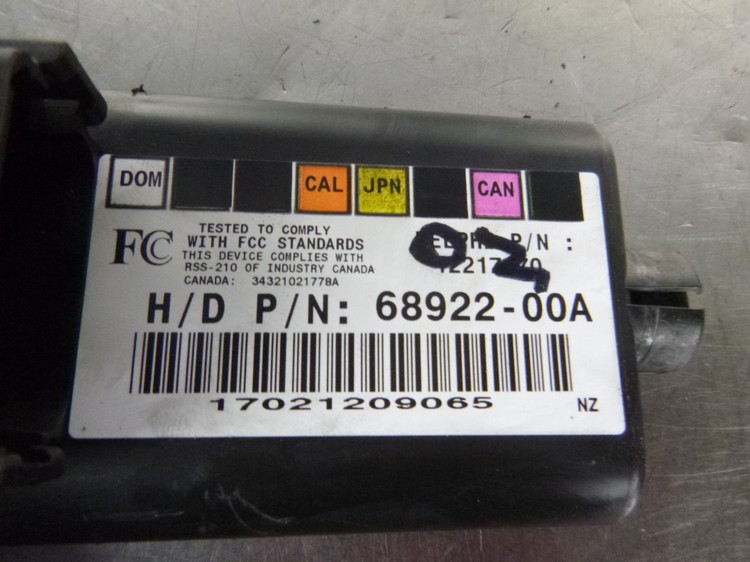 DOM CAL JPN CAN
FC TESTED TO COMPLY
WITH FCC STANDARDS
THIS DEVICE COMPLIES WITH
RSS-210 OF INDUSTRY CANADA
CANADA: 34321021778A
P/N :
02
H/D P/N: 68922-00A
17021209065
NZ